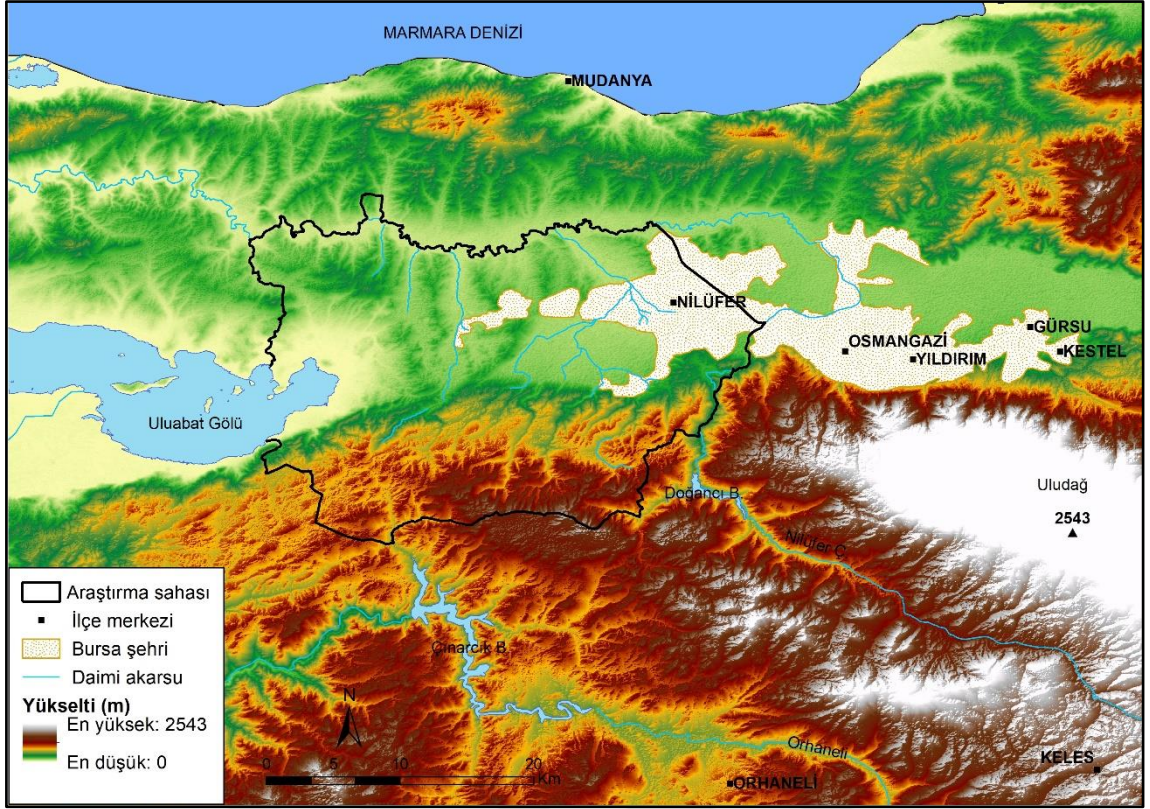 MARMARA DENİZİ
MUDANYA
NİLÜFER
OSMANGAZİ
YILDIRIM
GÜRSU
KESTEL
Uluabat Gölü
Uludağ
2543
Doğancı B.
Nilüfer Ç.
Çınarcık B.
Orhaneli
ORHANELİ
KELES
Araştırma sahası
İlçe merkezi
Bursa şehri
Daimi akarsu
Yükselti (m)
En yüksek: 2543
En düşük: 0
N
0 10 20
Km